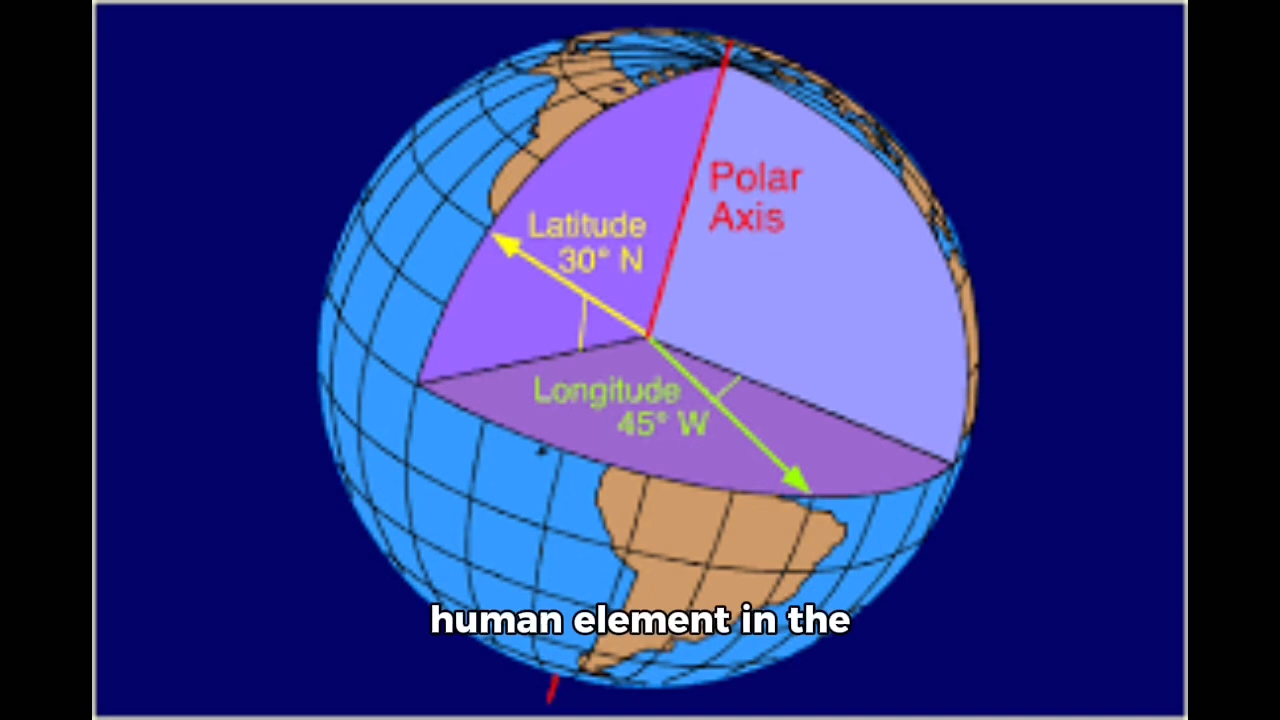 Polar
Axis
Latitude
30° N
Longitude
45° W
human element in the